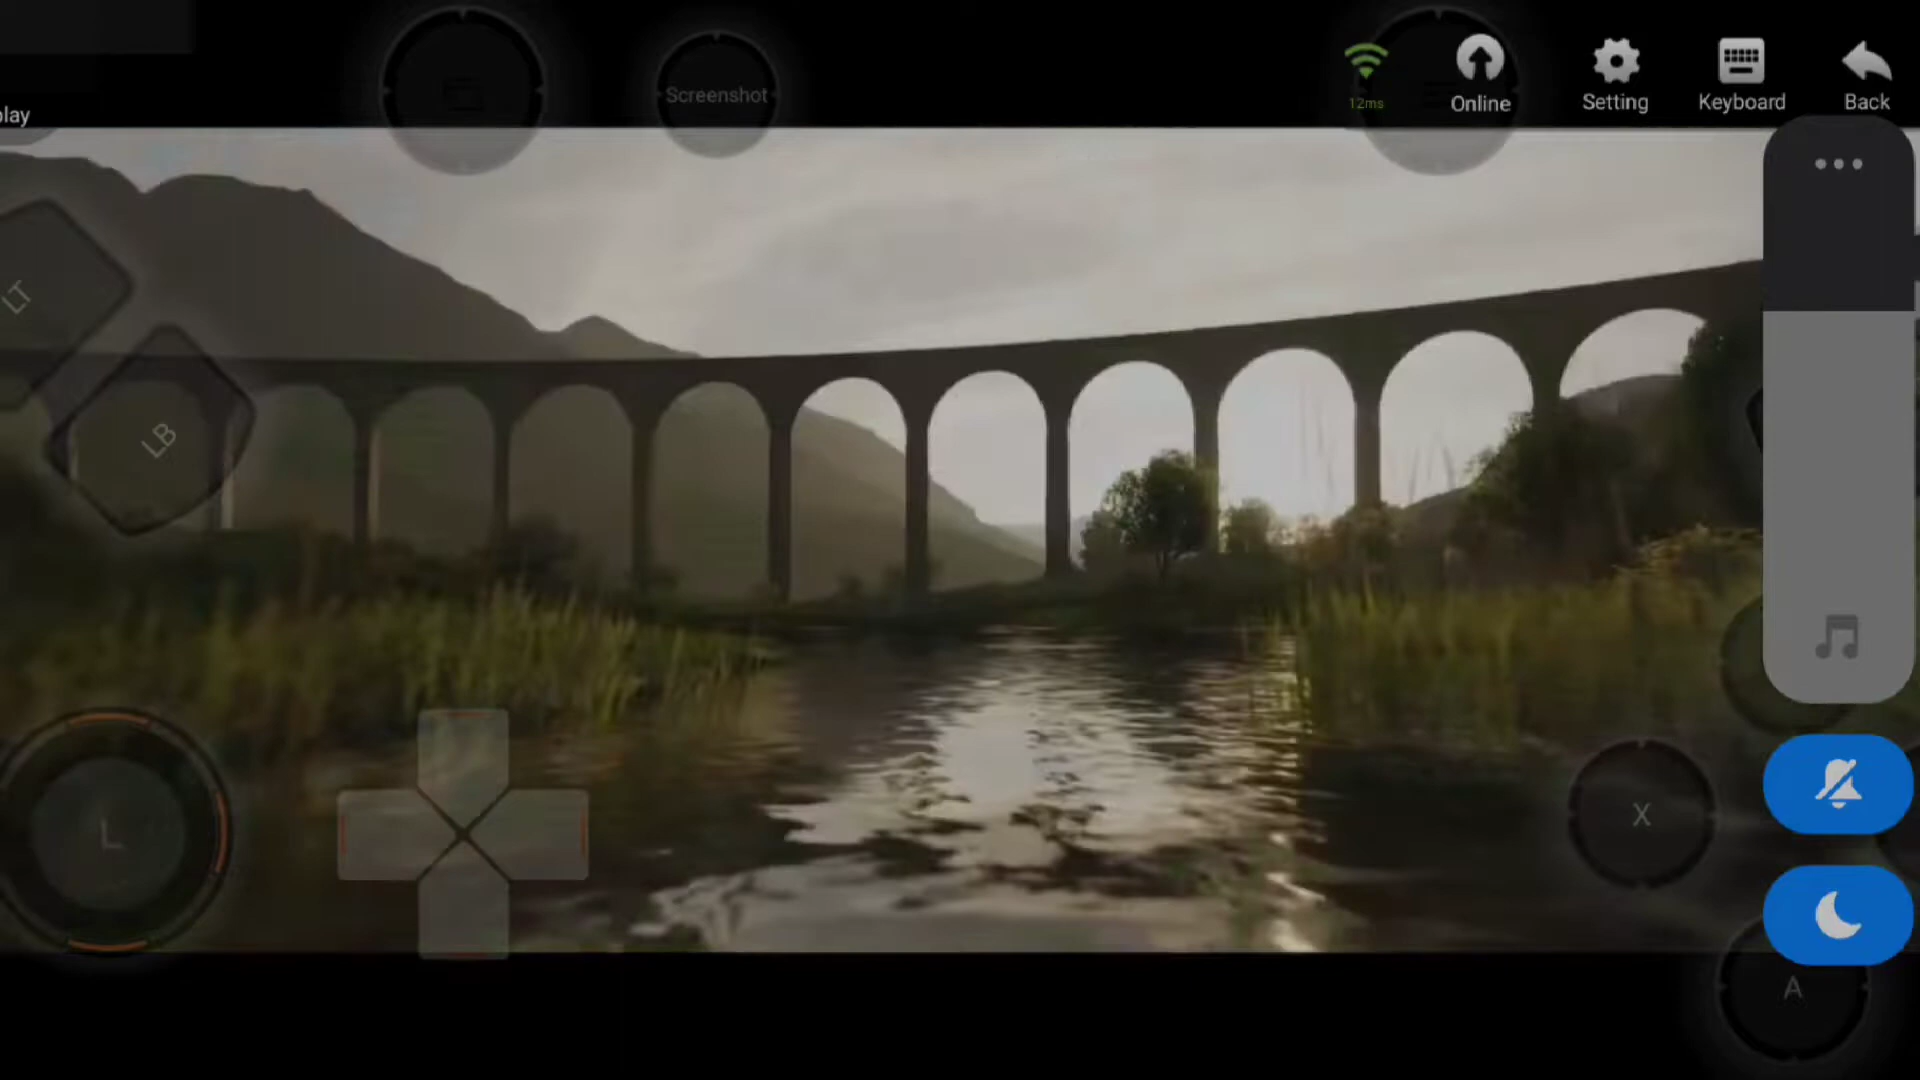 Screenshot
12ms
Online
Setting
Keyboard
Back
lay
LT
LB
L
X
A